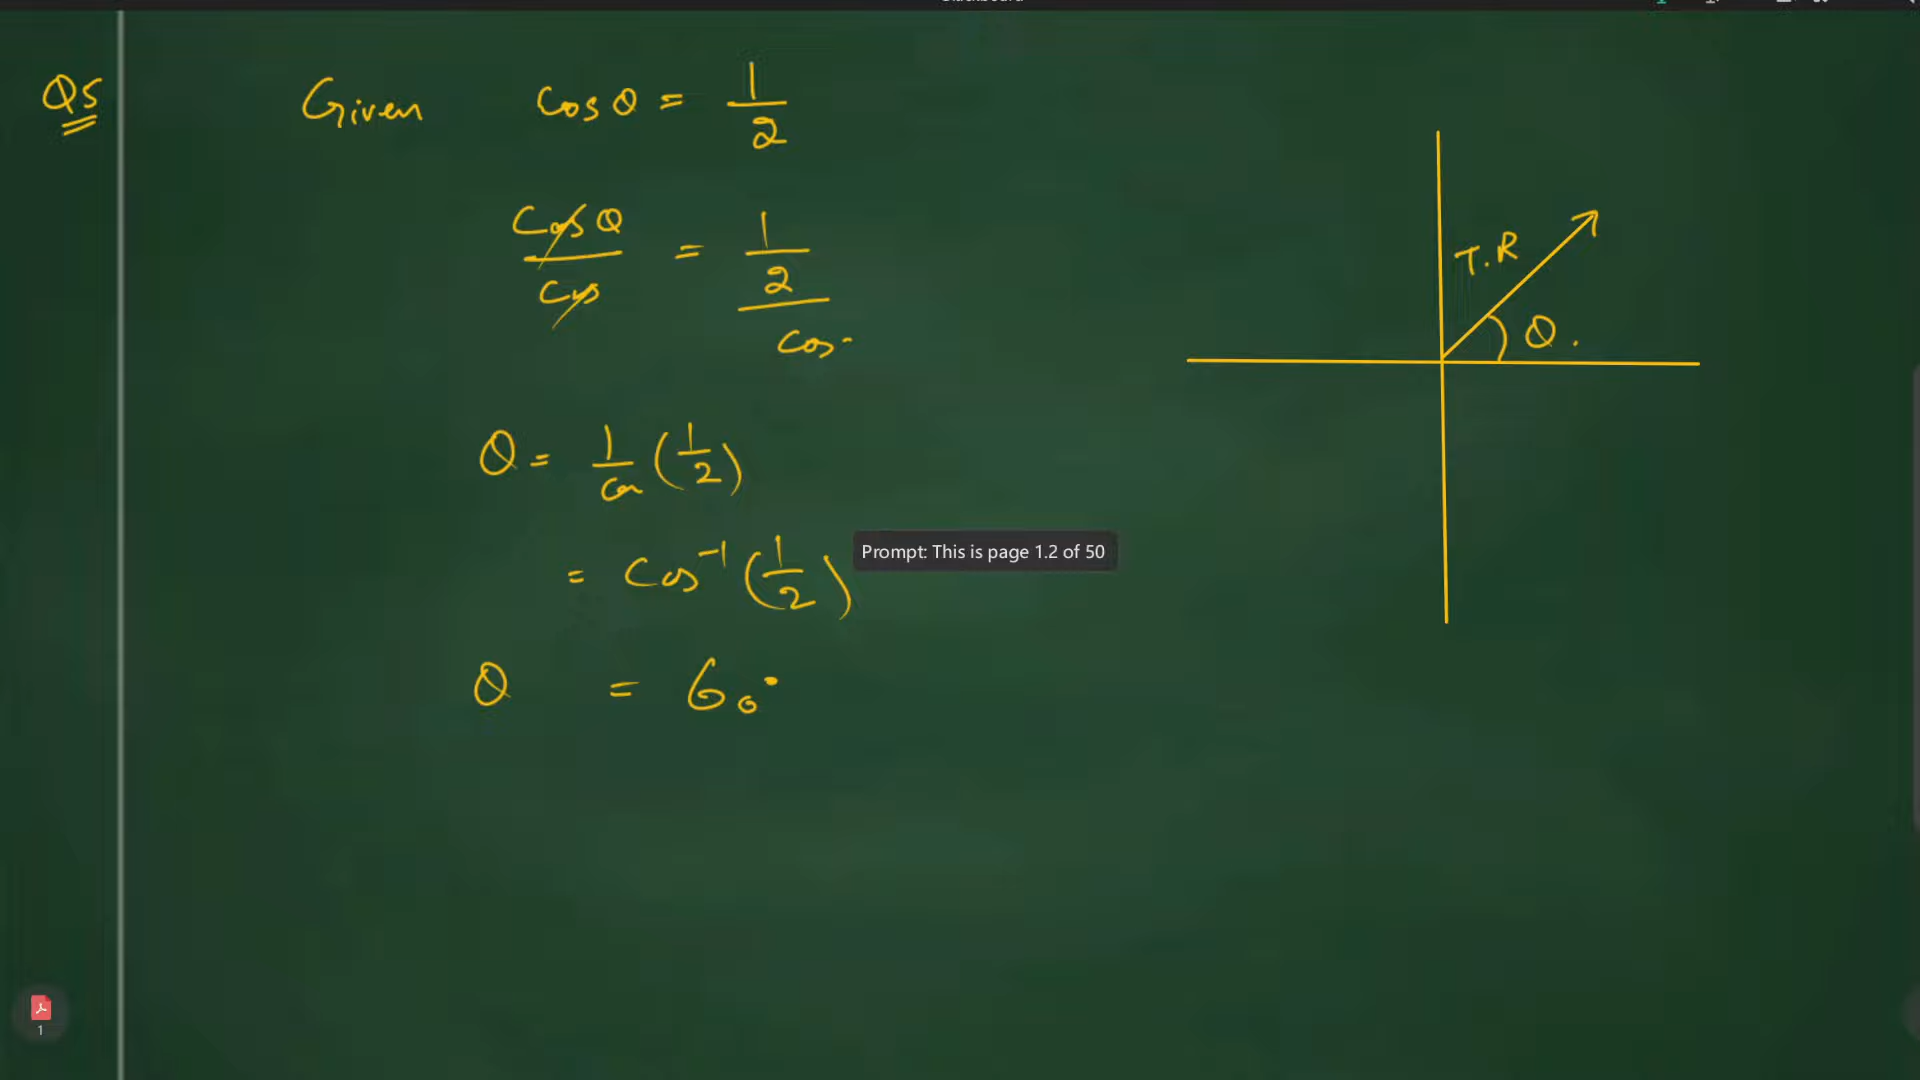 Q5
Given cos θ = 1/2
cos θ / cos = 1/2 / cos
θ = 1/cos (1/2)
= cos⁻¹ (1/2)
Prompt: This is page 1.2 of 50
θ = 60°
T.R
θ.
1